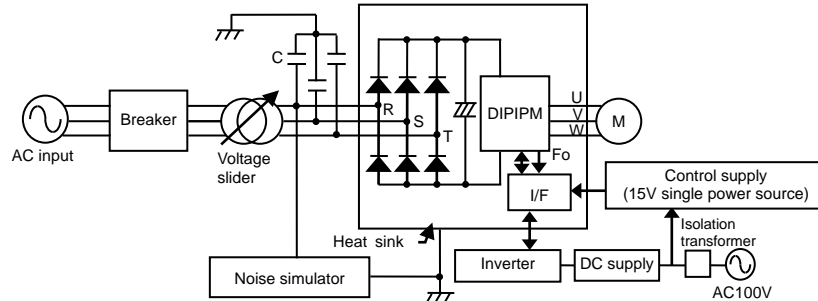 C
Breaker
AC input
Voltage
slider
R
S
T
DIPIPM
U
V
W
M
Fo
I/F
Control supply
(15V single power source)
Heat sink
Isolation
transformer
Noise simulator
Inverter
DC supply
AC100V